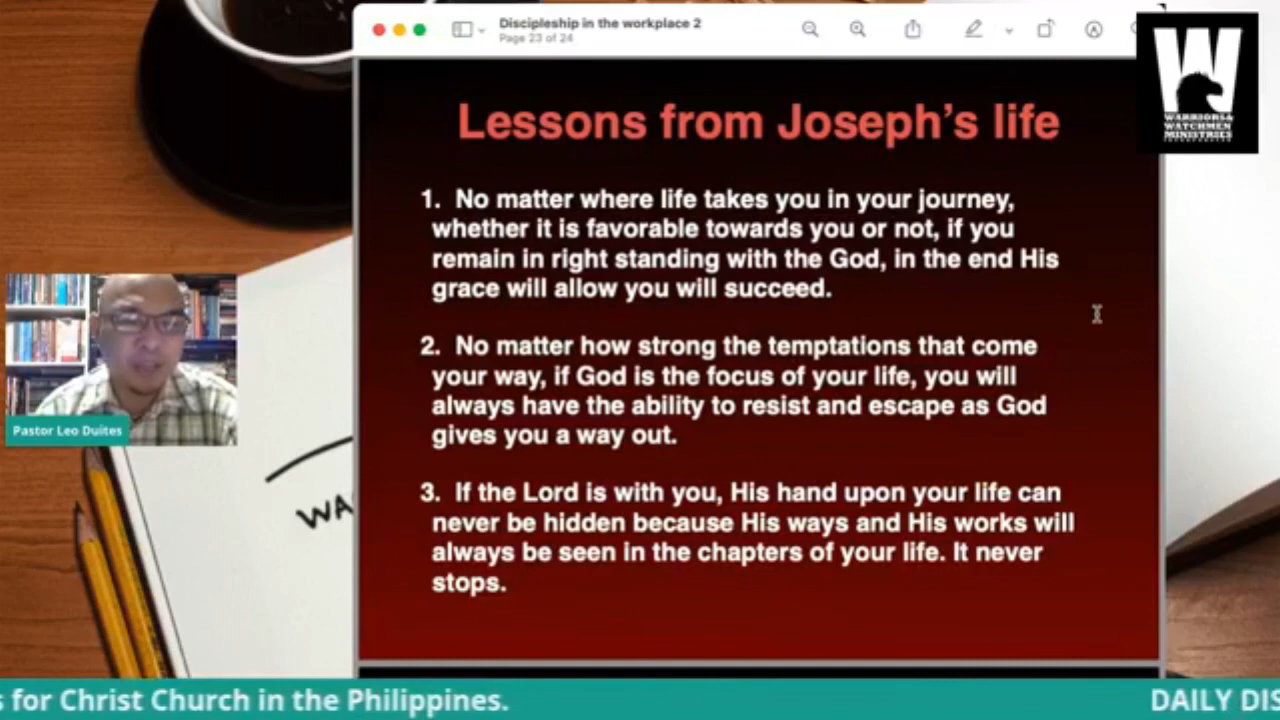 Discipleship in the workplace 2
Page 23 of 24
W
WARRIORS &
WATCHMEN
MINISTRIES
INCORPORATED
Lessons from Joseph's life
1. No matter where life takes you in your journey,
whether it is favorable towards you or not, if you
remain in right standing with the God, in the end His
grace will allow you will succeed.
2. No matter how strong the temptations that come
your way, if God is the focus of your life, you will
always have the ability to resist and escape as God
gives you a way out.
3. If the Lord is with you, His hand upon your life can
never be hidden because His ways and His works will
always be seen in the chapters of your life. It never
stops.
Pastor Leo Duites
WA
s for Christ Church in the Philippines.
DAILY DIS